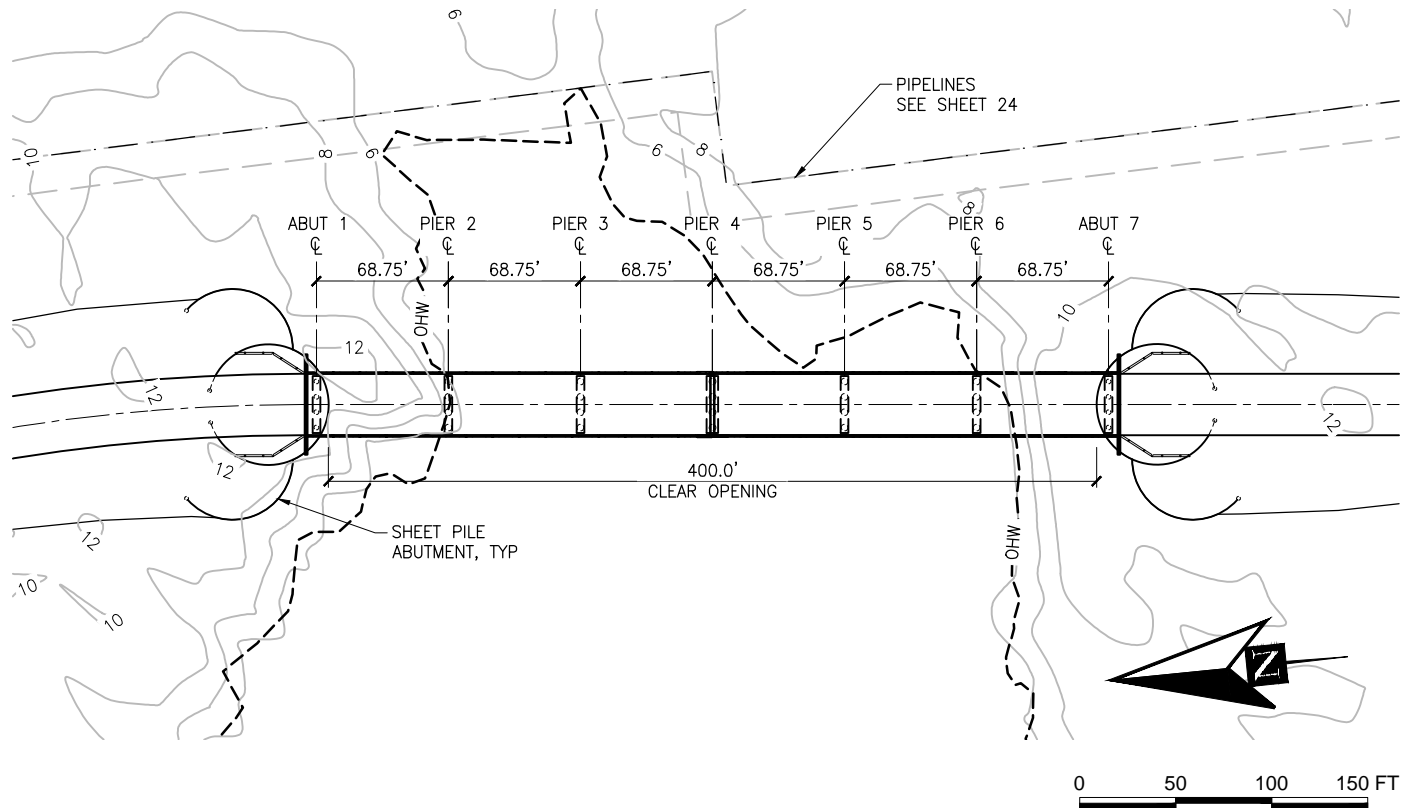 6
PIPELINES
SEE SHEET 24
10
8
6
6
8
8
ABUT 1
PIER 2
PIER 3
PIER 4
PIER 5
PIER 6
ABUT 7
℄
℄
℄
℄
℄
℄
℄
68.75'
68.75'
68.75'
68.75'
68.75'
68.75'
OHW
10
12
12
12
12
400.0'
CLEAR OPENING
12
SHEET PILE
ABUTMENT, TYP
OHW
10
10
N
0 50 100 150 FT